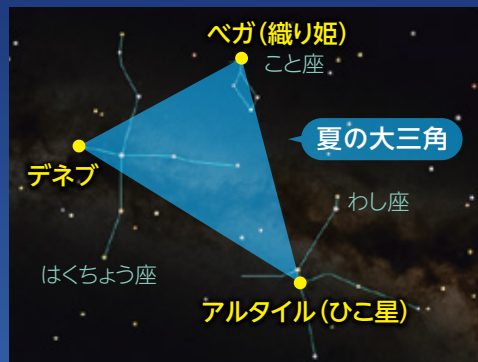 ベガ(織り姫)
こと座
夏の大三角
デネブ
わし座
はくちょう座
アルタイル(ひこ星)